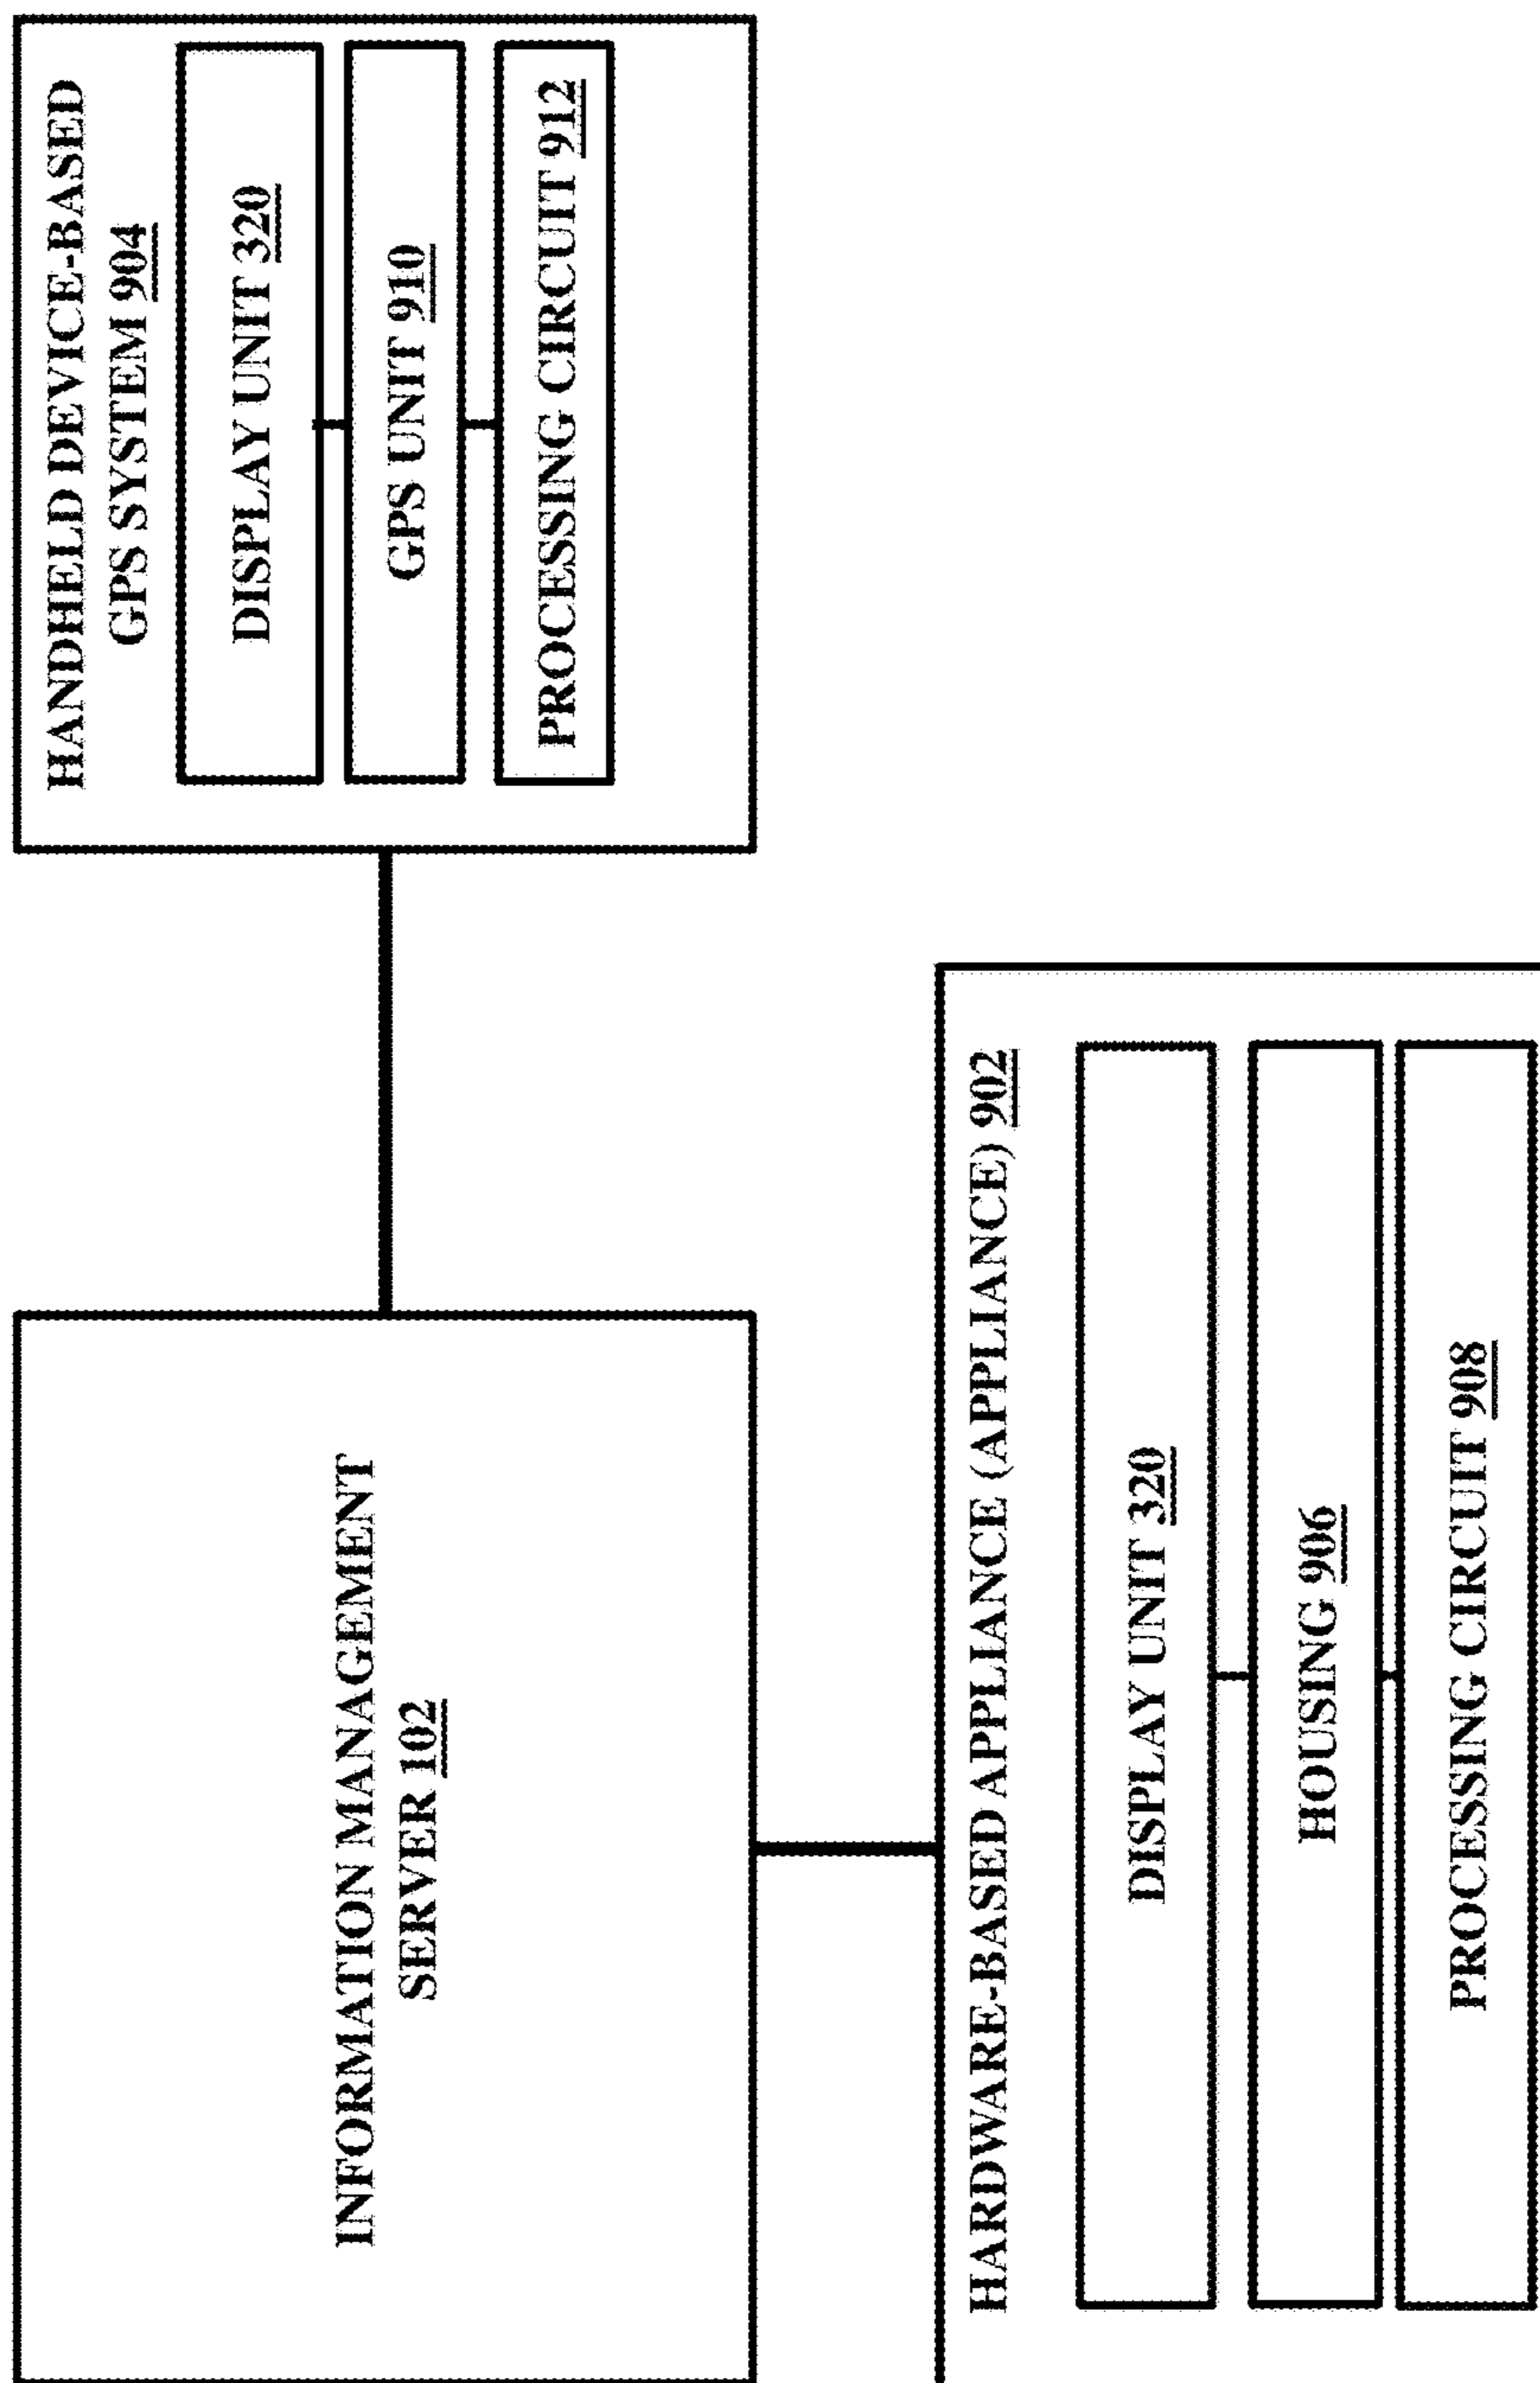 INFORMATION MANAGEMENT
SERVER 102
HANDHELD DEVICE-BASED
GPS SYSTEM 904
DISPLAY UNIT 320
GPS UNIT 910
PROCESSING CIRCUIT 912
HARDWARE-BASED APPLIANCE (APPLIANCE) 902
DISPLAY UNIT 320
HOUSING 906
PROCESSING CIRCUIT 908